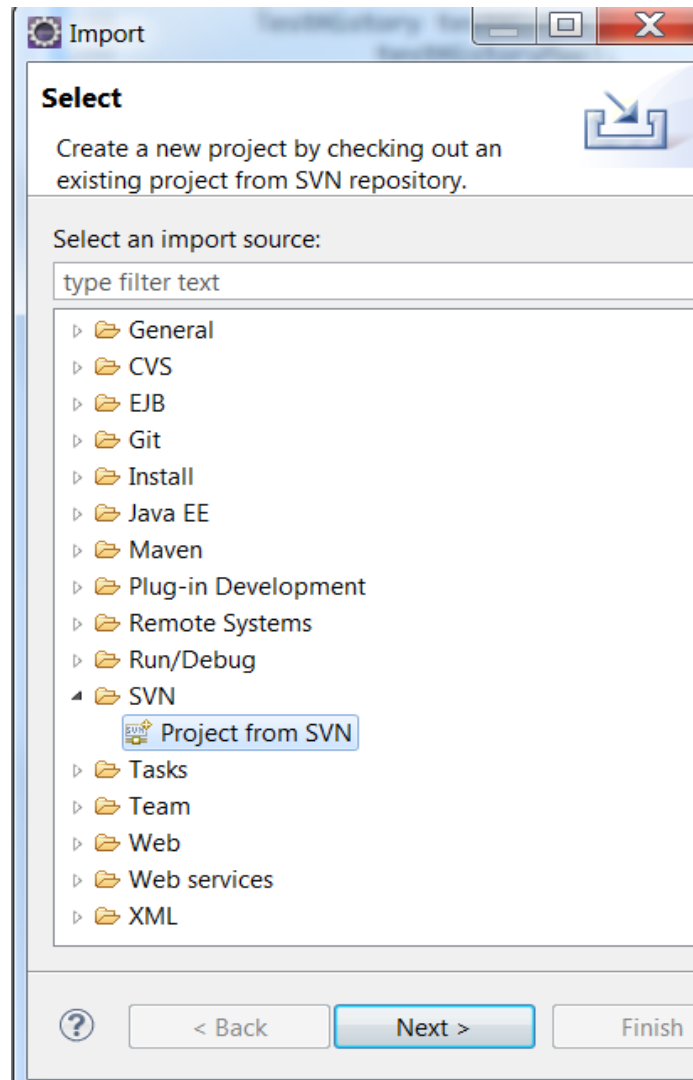 Import
Select
Create a new project by checking out an
existing project from SVN repository.
Select an import source:
type filter text
General
CVS
EJB
Git
Install
Java EE
Maven
Plug-in Development
Remote Systems
Run/Debug
SVN
Project from SVN
Tasks
Team
Web
Web services
XML
< Back
Next >
Finish